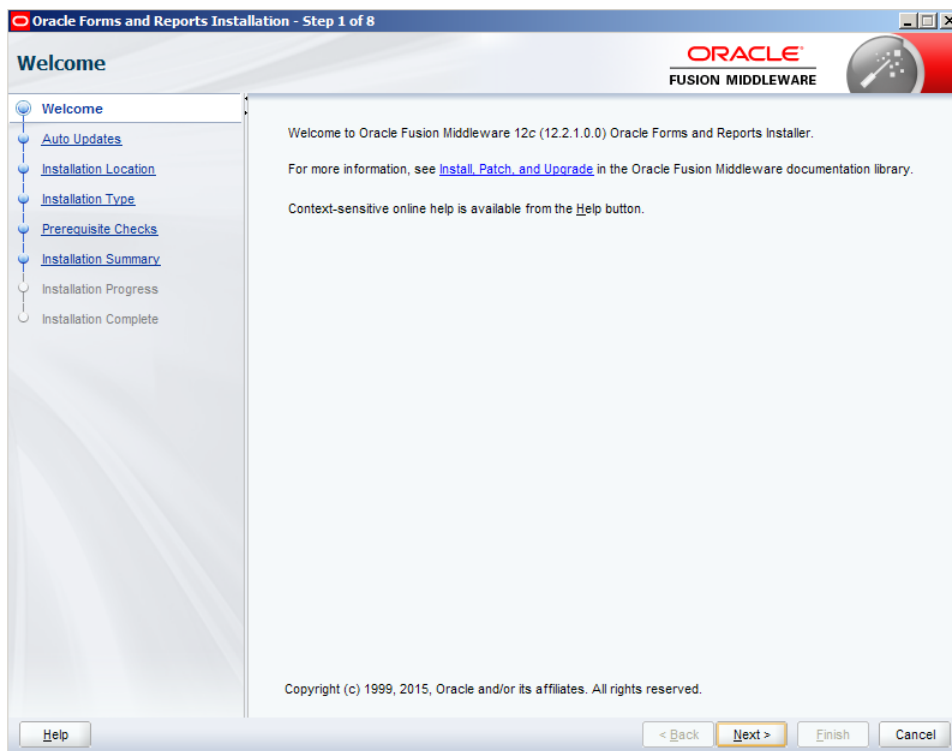 Oracle Forms and Reports Installation - Step 1 of 8
Welcome
ORACLE
FUSION MIDDLEWARE
Welcome
Auto Updates
Installation Location
Installation Type
Prerequisite Checks
Installation Summary
Installation Progress
Installation Complete
Welcome to Oracle Fusion Middleware 12c (12.2.1.0.0) Oracle Forms and Reports Installer.
For more information, see Install, Patch, and Upgrade in the Oracle Fusion Middleware documentation library.
Context-sensitive online help is available from the Help button.
Copyright (c) 1999, 2015, Oracle and/or its affiliates. All rights reserved.
Help
< Back
Next >
Finish
Cancel